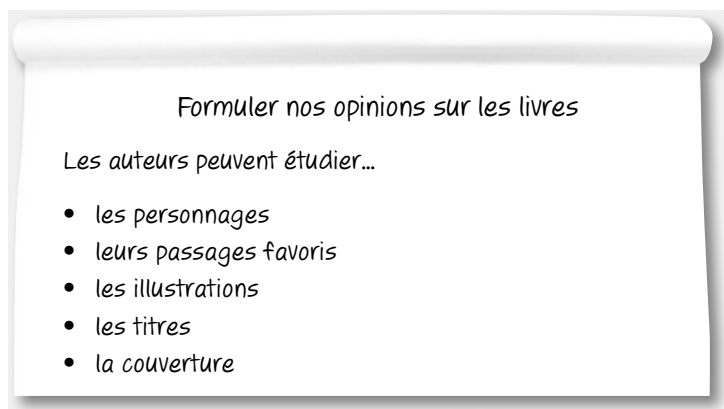 Formuler nos opinions sur les livres
Les auteurs peuvent étudier...
• les personnages
• leurs passages favoris
• les illustrations
• les titres
• la couverture